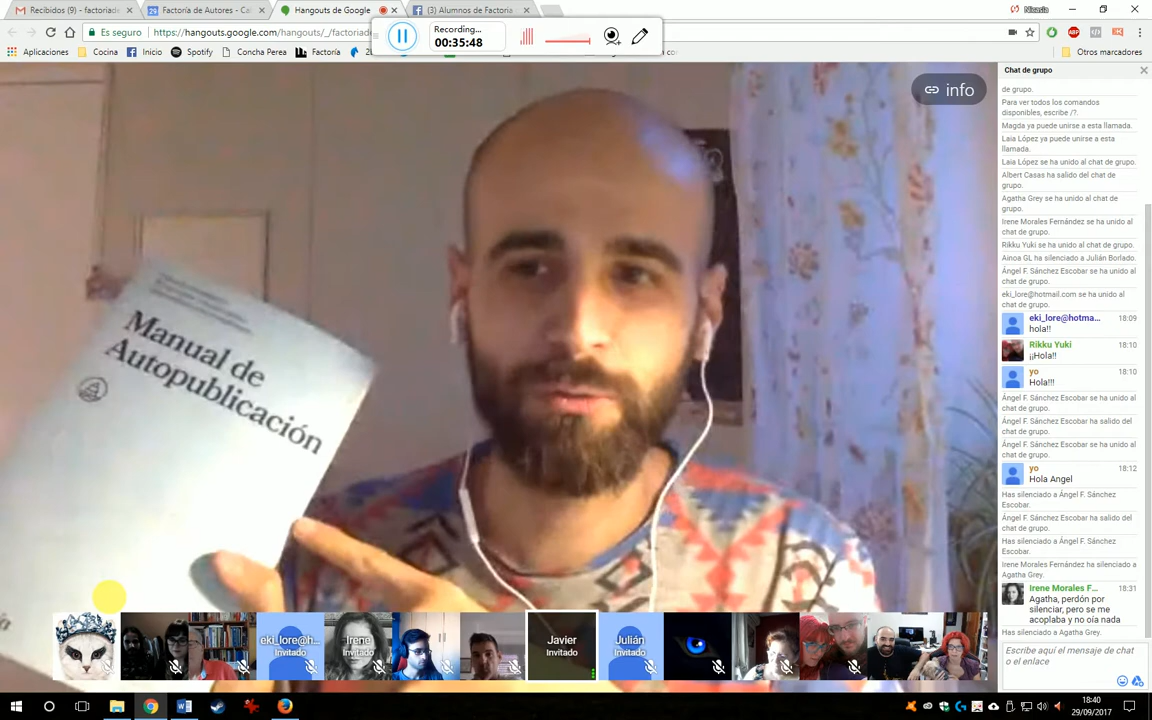 Recibidos (9) - factoriad
Factoría de Autores - Ca
Hangouts de Google
(3) Alumnos de Factoria
Nisasia
Es seguro
https://hangouts.google.com/hangouts/_/factoriad
Recording...
00:35:48
Aplicaciones
Cocina
Inicio
Spotify
Concha Perea
Factoría
Otros marcadores
info
Chat de grupo
de grupo.
Para ver todos los comandos
disponibles, escribe /?.
Magda ya puede unirse a esta llamada.
Laia López ya puede unirse a esta
llamada.
Laia López se ha unido al chat de grupo.
Albert Casas ha salido del chat de
grupo.
Agatha Grey se ha unido al chat de
grupo.
Irene Morales Fernández se ha unido al
chat de grupo.
Rikku Yuki se ha unido al chat de grupo.
Ainoa GL ha silenciado a Julián Borlado.
Ángel F. Sánchez Escobar se ha unido al
chat de grupo.
eki_lore@hotmail.com se ha unido al
chat de grupo.
eki_lore@hotma... 18:09
hola!!
Rikku Yuki 18:10
¡¡Hola!!
yo 18:10
Hola!!!
Ángel F. Sánchez Escobar se ha unido al
chat de grupo.
Ángel F. Sánchez Escobar ha salido del
chat de grupo.
Ángel F. Sánchez Escobar se ha unido al
chat de grupo.
yo 18:12
Hola Angel
Has silenciado a Ángel F. Sánchez
Escobar.
Ángel F. Sánchez Escobar ha salido del
chat de grupo.
Has silenciado a Ángel F. Sánchez
Escobar.
Irene Morales Fernández ha silenciado a
Agatha Grey.
Irene Morales F... 18:31
Agatha, perdón por
silenciar, pero se me
acoplaba y no oía nada
Has silenciado a Agatha Grey.
Escribe aquí el mensaje de chat
o el enlace
Manual de
Autopublicación
eki_lore@h...
Invitado
Irene
Invitado
Javier
Invitado
Julián
Invitado
18:40
29/09/2017